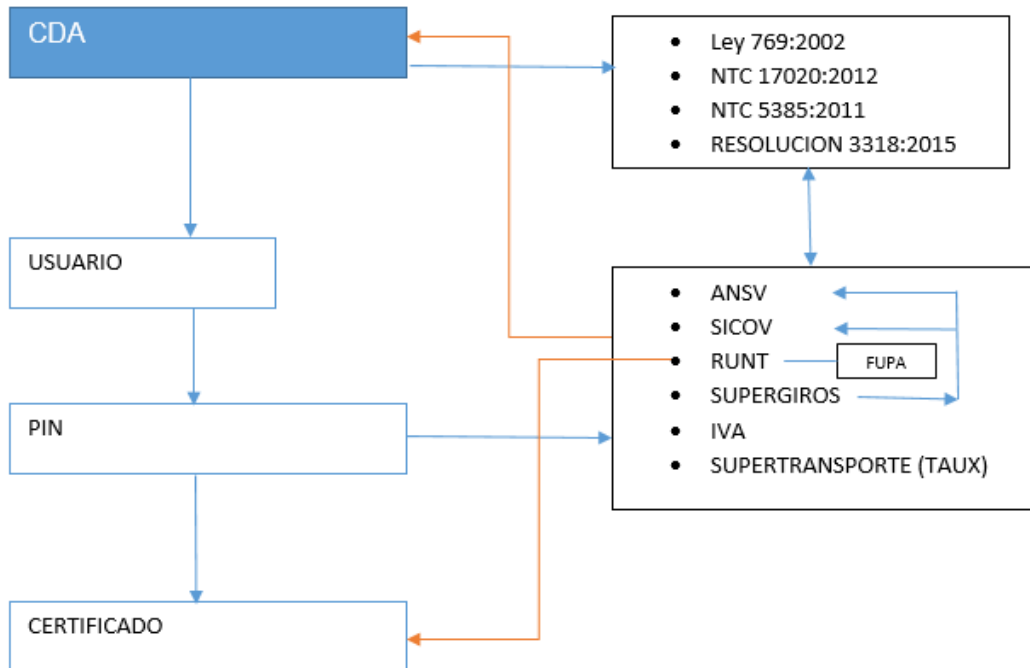 CDA
• Ley 769:2002
• NTC 17020:2012
• NTC 5385:2011
• RESOLUCION 3318:2015
USUARIO
• ANSV
• SICOV
• RUNT
FUPA
• SUPERGIROS
• IVA
• SUPERTRANSPORTE (TAUX)
PIN
CERTIFICADO